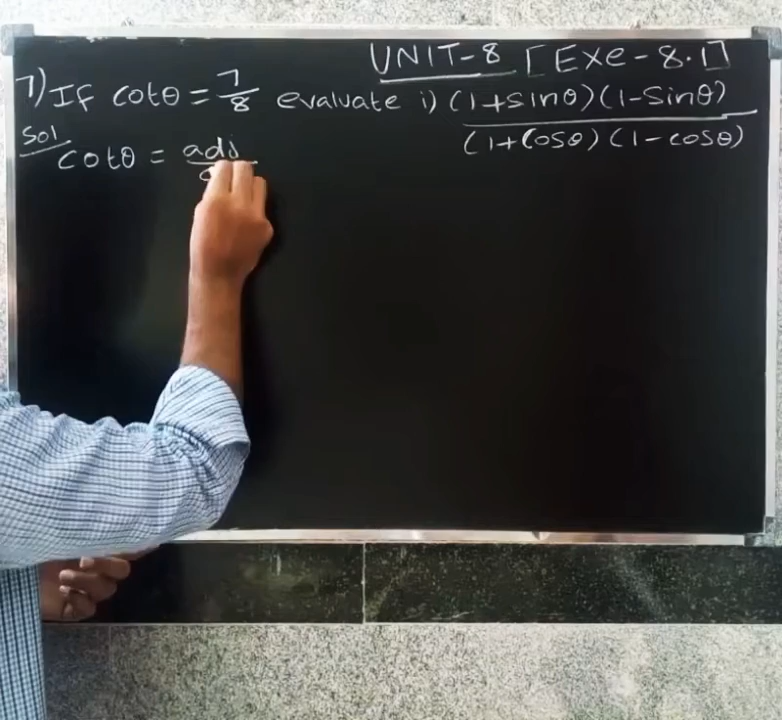 UNIT-8 [Exe-8.1]
7) If cotθ = 7/8 evaluate i) (1+sinθ)(1-sinθ)
(1+cosθ)(1-cosθ)
Sol
cotθ = adj